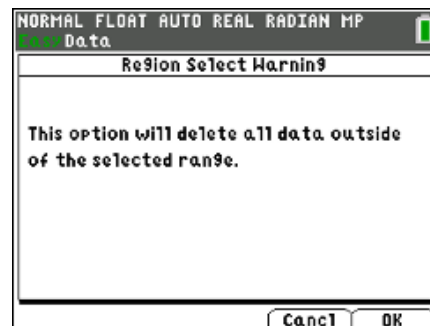 NORMAL FLOAT AUTO REAL RADIAN MP
EasyData
Region Select Warning
This option will delete all data outside
of the selected range.
Cancl OK